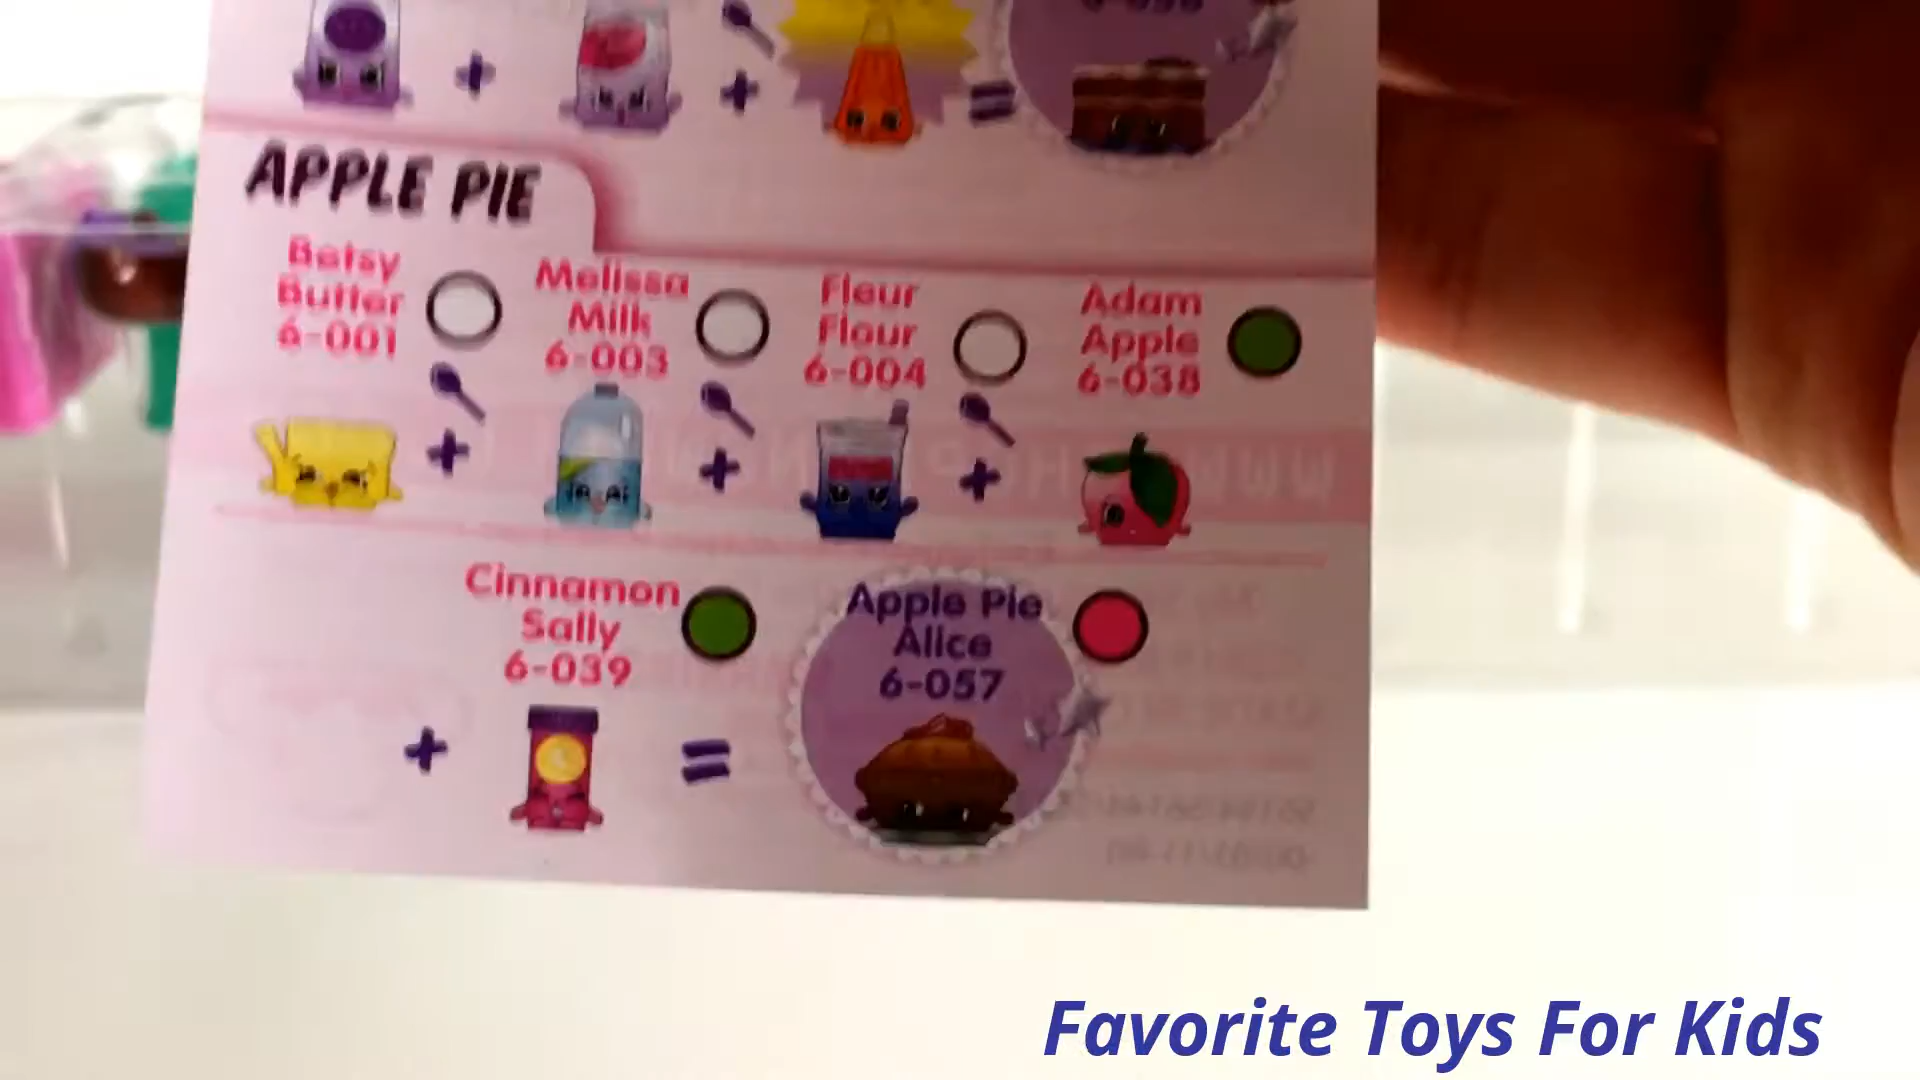 APPLE PIE
Betsy
Butter
6-001
Melissa
Milk
6-003
Fleur
Flour
6-004
Adam
Apple
6-038
Cinnamon
Sally
6-039
Apple Pie
Alice
6-057
Favorite Toys For Kids